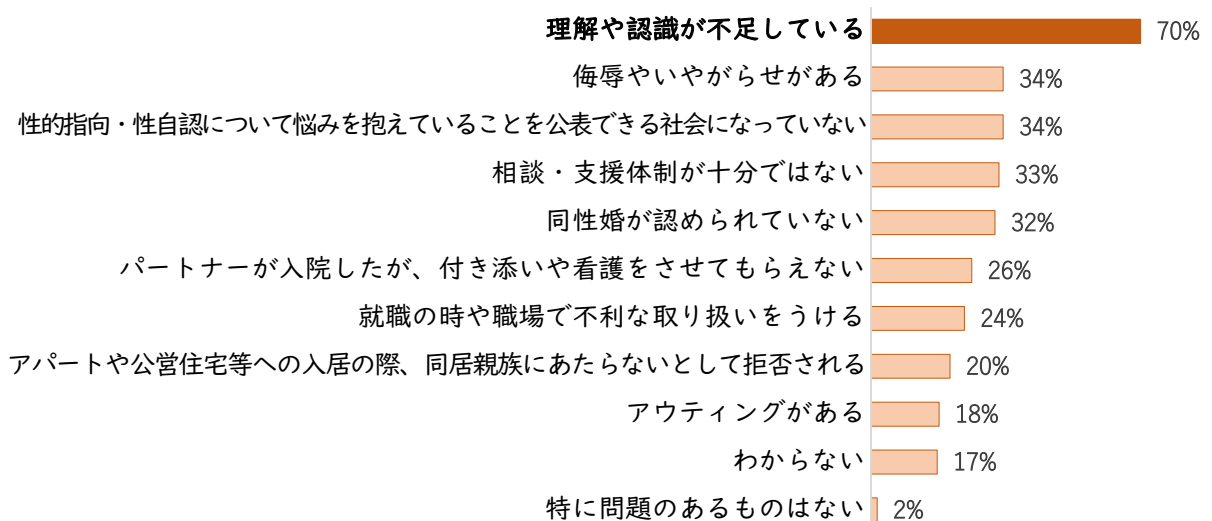 理解や認識が不足している 70%
侮辱やいやがらせがある 34%
性的指向・性自認について悩みを抱えていることを公表できる社会になっていない 34%
相談・支援体制が十分ではない 33%
同性婚が認められていない 32%
パートナーが入院したが、付き添いや看護をさせてもらえない 26%
就職の時や職場で不利な取り扱いをうける 24%
アパートや公営住宅等への入居の際、同居親族にあたらないとして拒否される 20%
アウティングがある 18%
わからない 17%
特に問題のあるものはない 2%